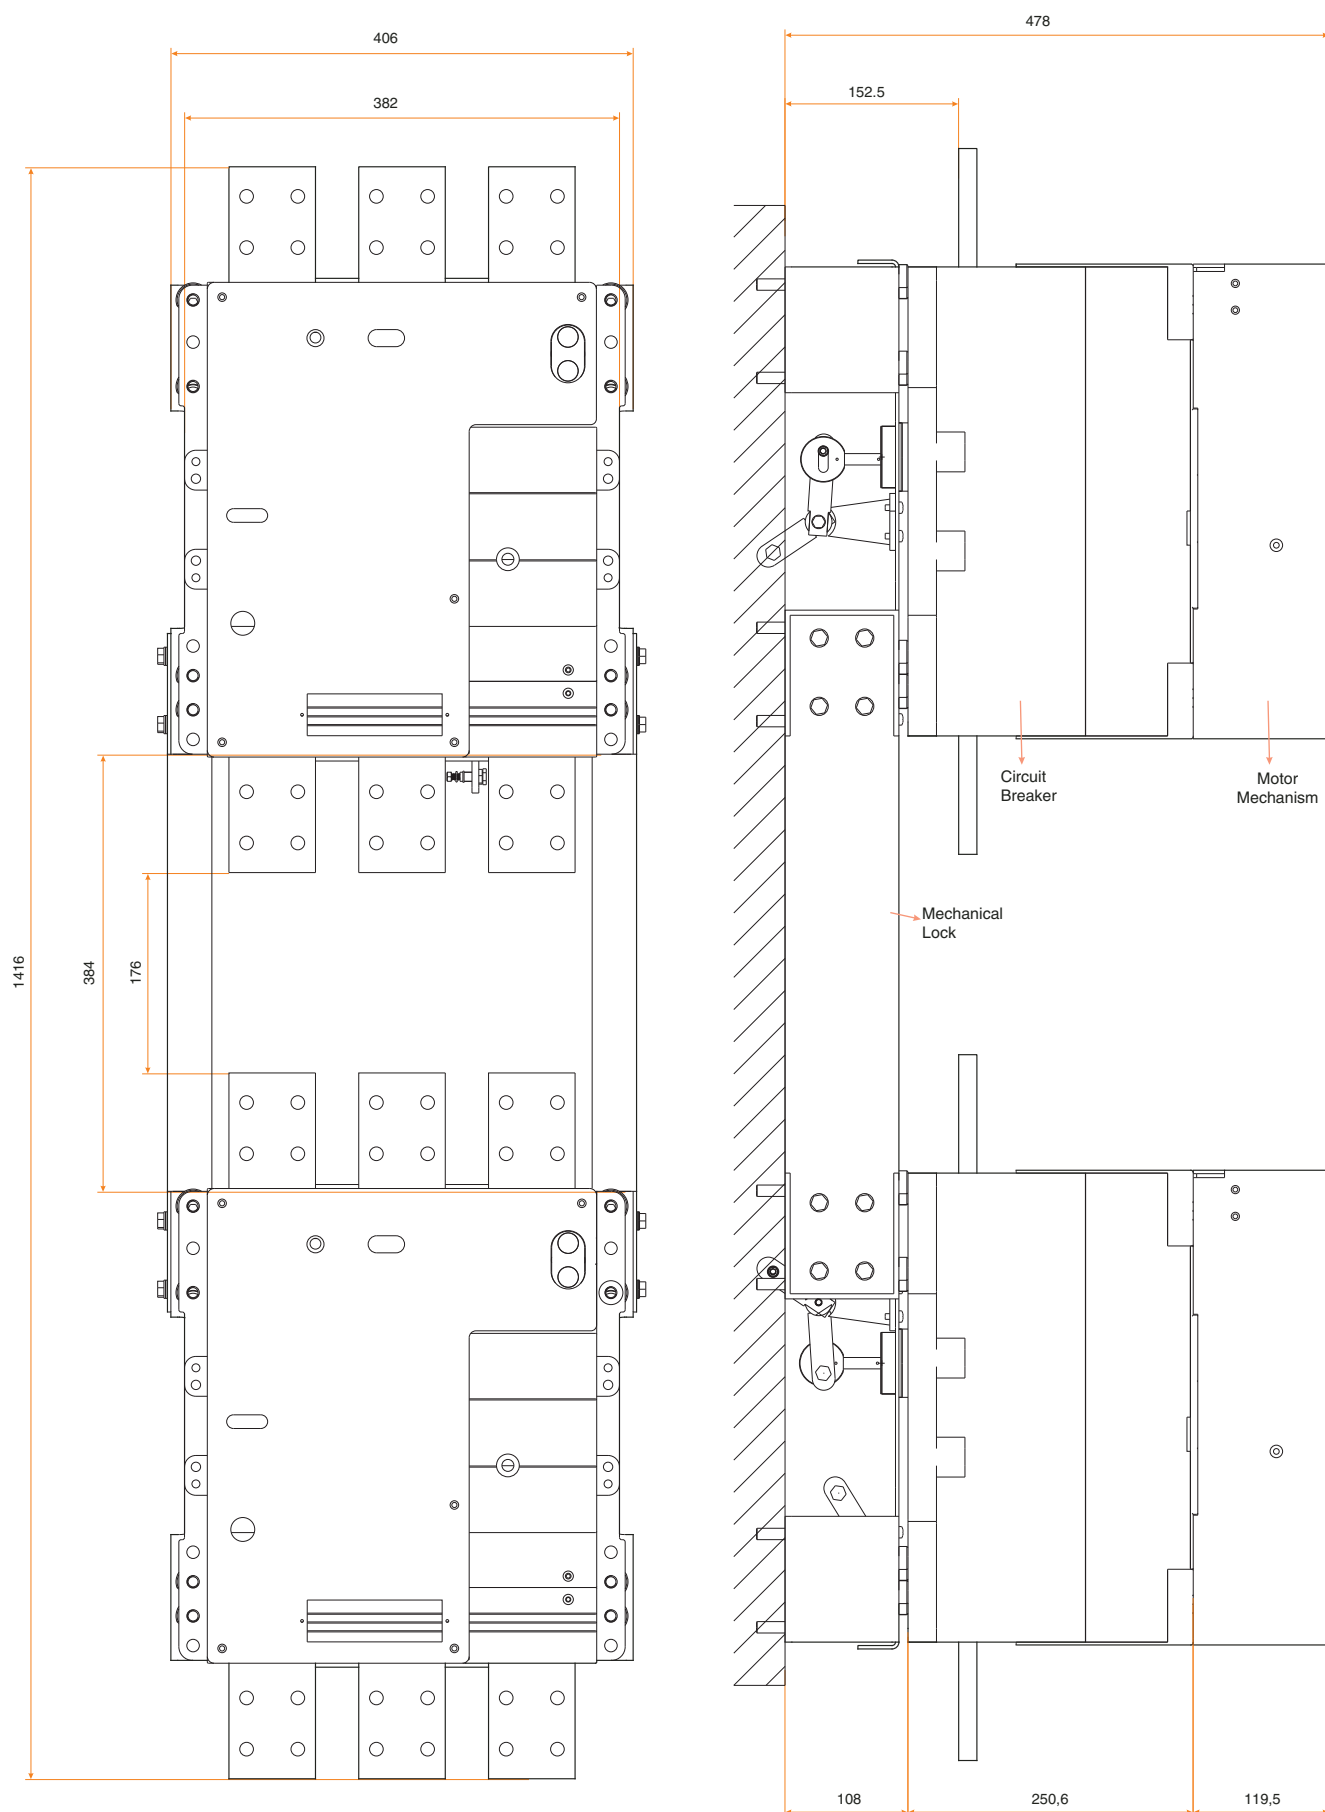 478
406
152.5
382
Circuit
Breaker
Motor
Mechanism
Mechanical
Lock
1416
384
176
108
250,6
119,5